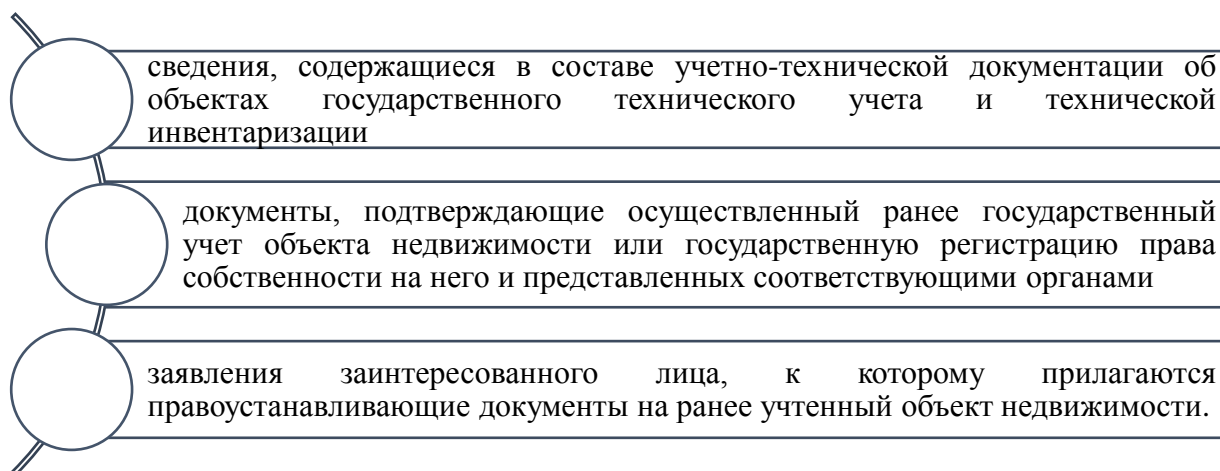 сведения, содержащиеся в составе учетно-технической документации об
объектах государственного технического учета и технической
инвентаризации
документы, подтверждающие осуществленный ранее государственный
учет объекта недвижимости или государственную регистрацию права
собственности на него и представленных соответствующими органами
заявления заинтересованного лица, к которому прилагаются
правоустанавливающие документы на ранее учтенный объект недвижимости.